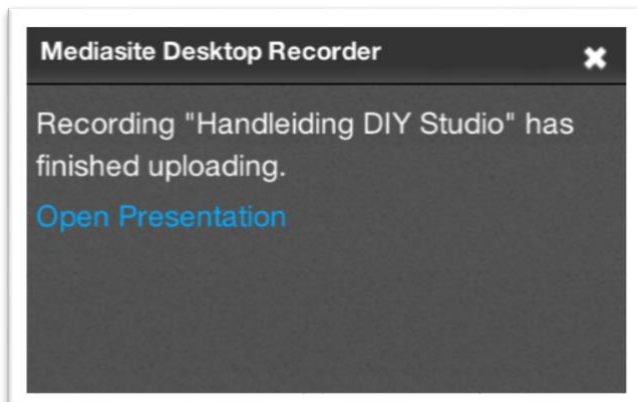 Mediasite Desktop Recorder
Recording "Handleiding DIY Studio" has
finished uploading.
Open Presentation